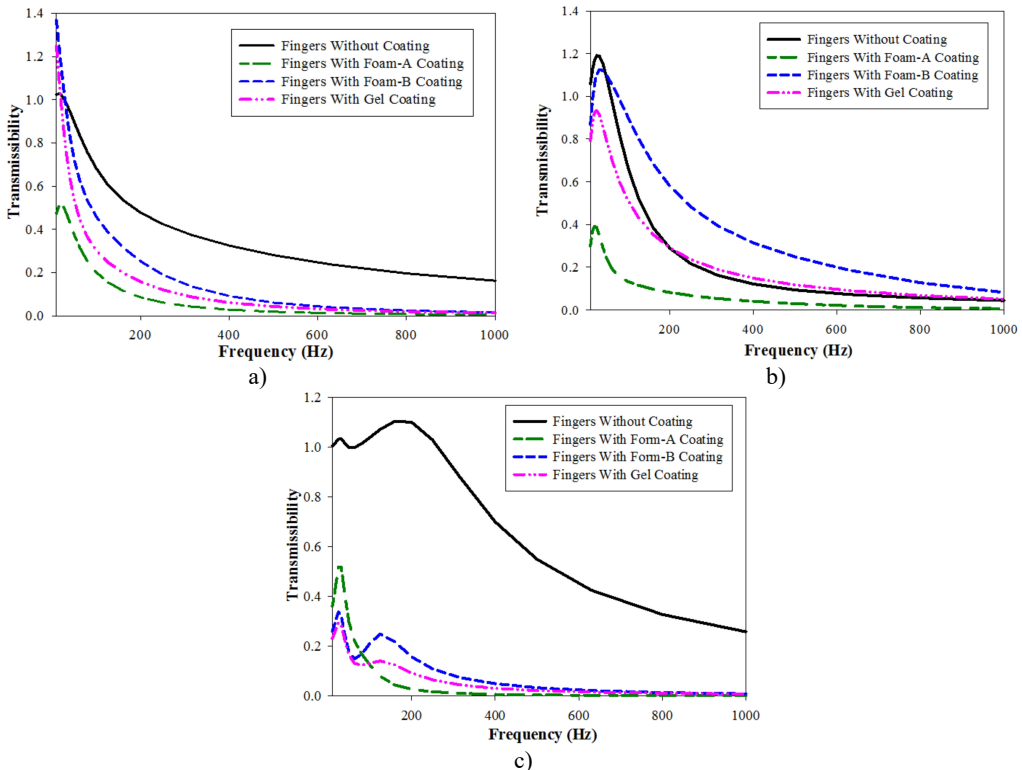 1.4
1.2
1.0
0.8
0.6
0.4
0.2
0.0
Transmissibility
Fingers Without Coating
Fingers With Foam-A Coating
Fingers With Foam-B Coating
Fingers With Gel Coating
200
400
600
800
1000
Frequency (Hz)
a)
1.4
1.2
1.0
0.8
0.6
0.4
0.2
0.0
Transmissibility
Fingers Without Coating
Fingers With Foam-A Coating
Fingers With Foam-B Coating
Fingers With Gel Coating
200
400
600
800
1000
Frequency (Hz)
b)
1.2
1.0
0.8
0.6
0.4
0.2
0.0
Transmissibility
Fingers Without Coating
Fingers With Form-A Coating
Fingers With Form-B Coating
Fingers With Gel Coating
200
400
600
800
1000
Frequency (Hz)
c)